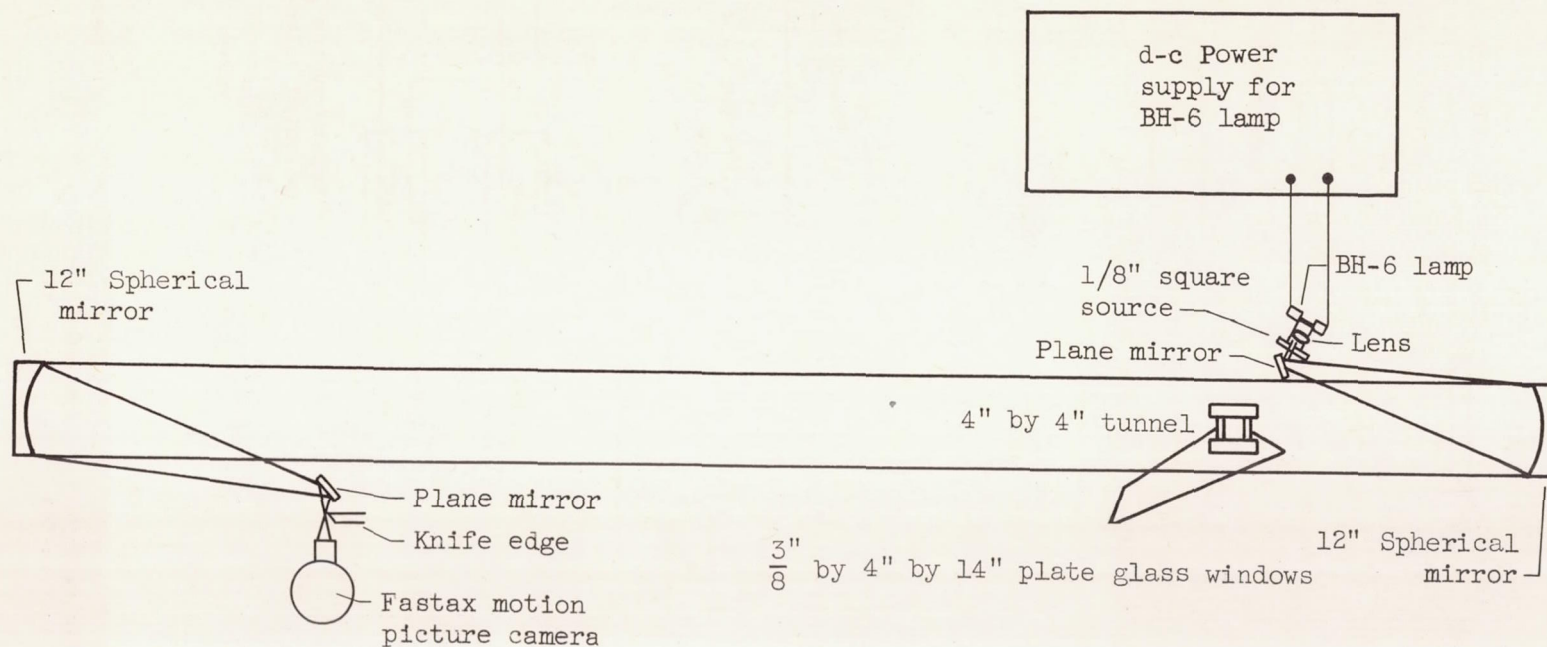 d-c Power
supply for
BH-6 lamp
12" Spherical
mirror
1/8" square
source
BH-6 lamp
Lens
Plane mirror
4" by 4" tunnel
Plane mirror
Knife edge
Fastax motion
picture camera
3/8" by 4" by 14" plate glass windows
12" Spherical
mirror